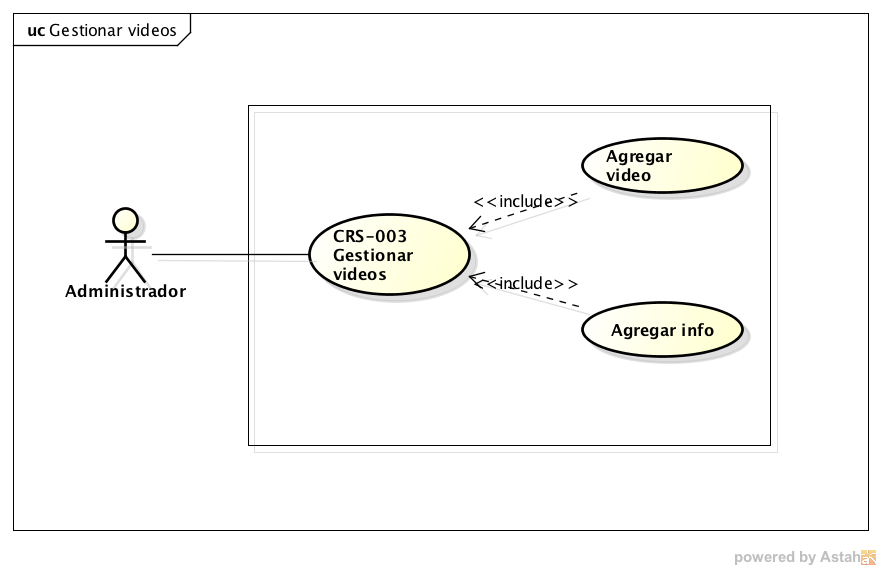 uc Gestionar videos
Agregar
video
<<include>>
CRS-003
Gestionar
videos
<<include>>
Administrador
Agregar info
powered by Astah